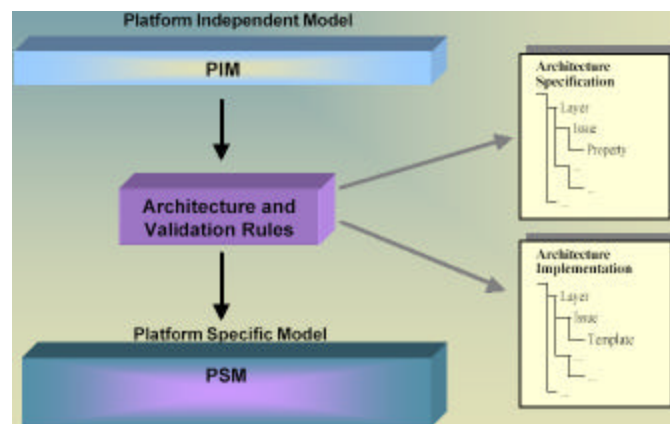 Platform Independent Model
PIM
Architecture and
Validation Rules
Platform Specific Model
PSM
Architecture
Specification
Layer
Issue
Property
...
...
...
Architecture
Implementation
Layer
Issue
Template
...
...
...